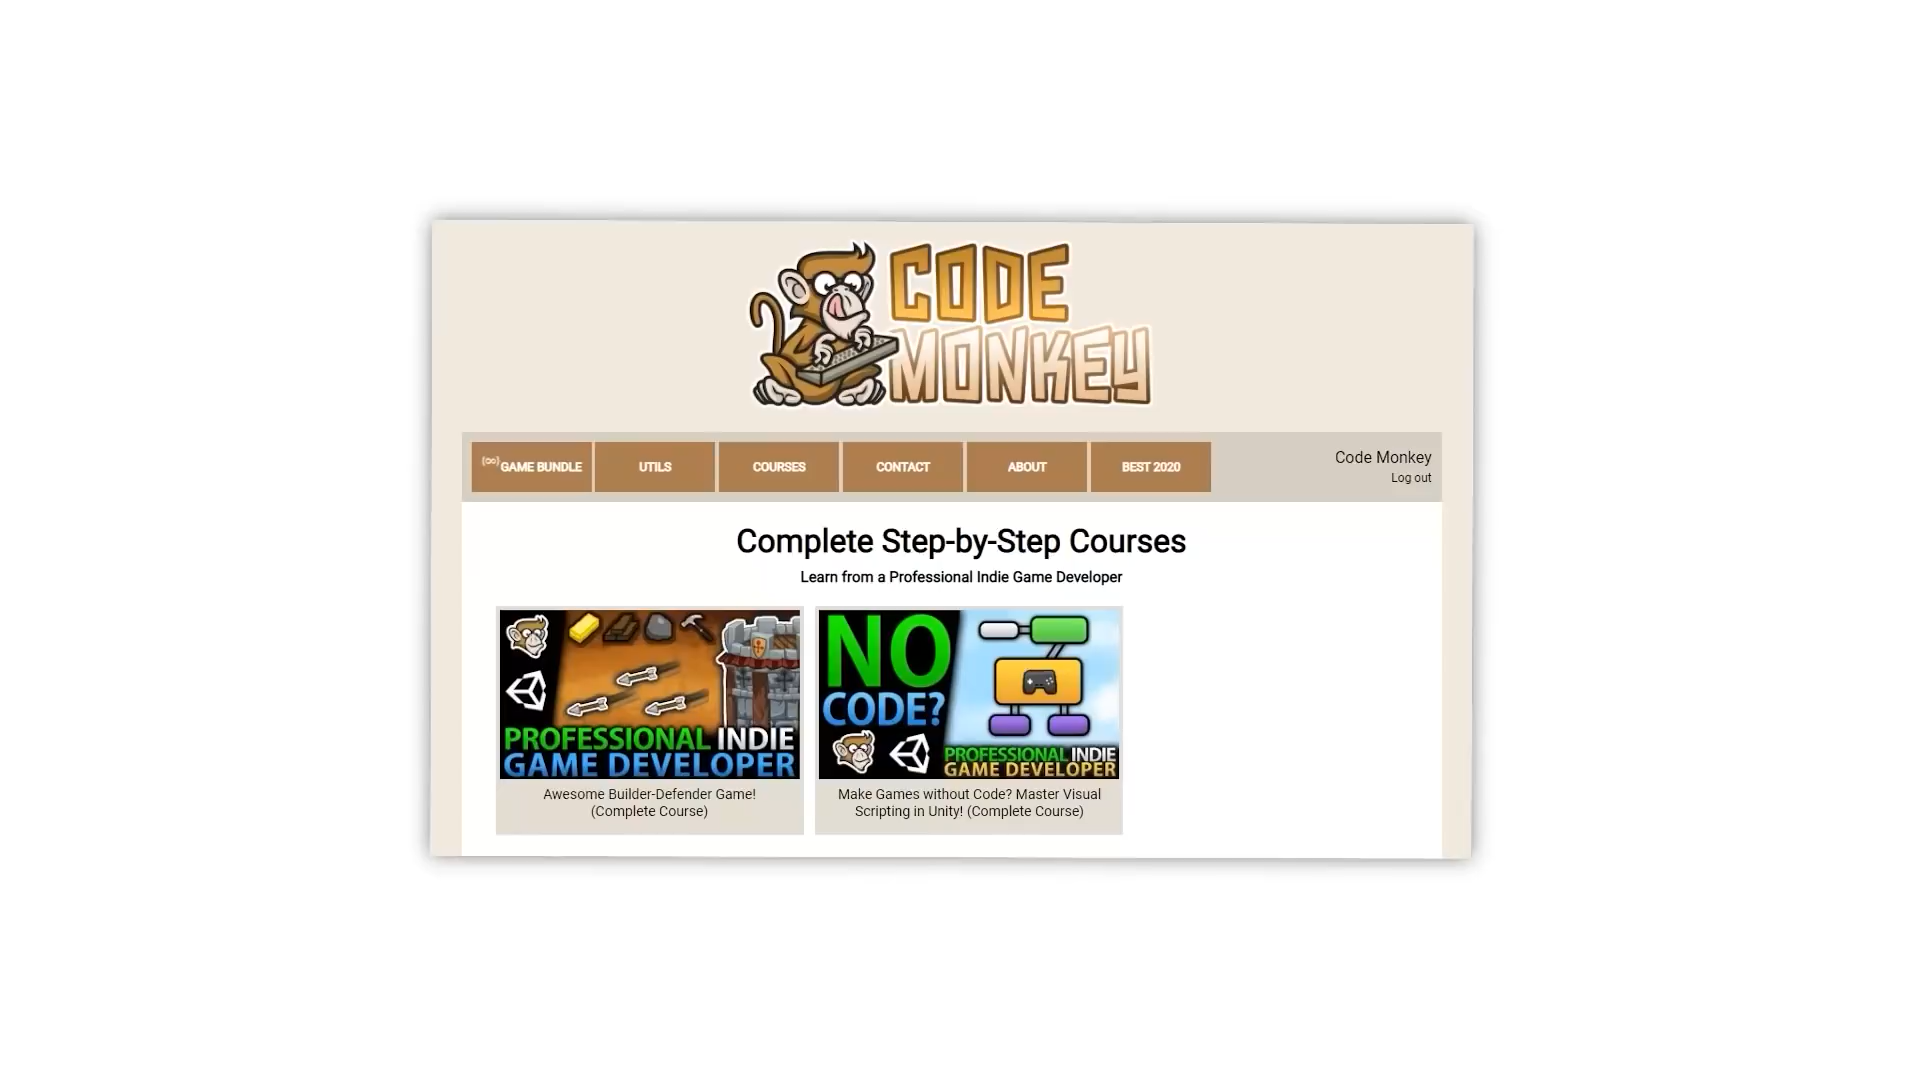 CODE
MONKEY
(∞) GAME BUNDLE UTILS COURSES CONTACT ABOUT BEST 2020
Code Monkey
Log out
Complete Step-by-Step Courses
Learn from a Professional Indie Game Developer
PROFESSIONAL INDIE
GAME DEVELOPER
Awesome Builder-Defender Game!
(Complete Course)
NO
CODE?
PROFESSIONAL INDIE
GAME DEVELOPER
Make Games without Code? Master Visual
Scripting in Unity! (Complete Course)